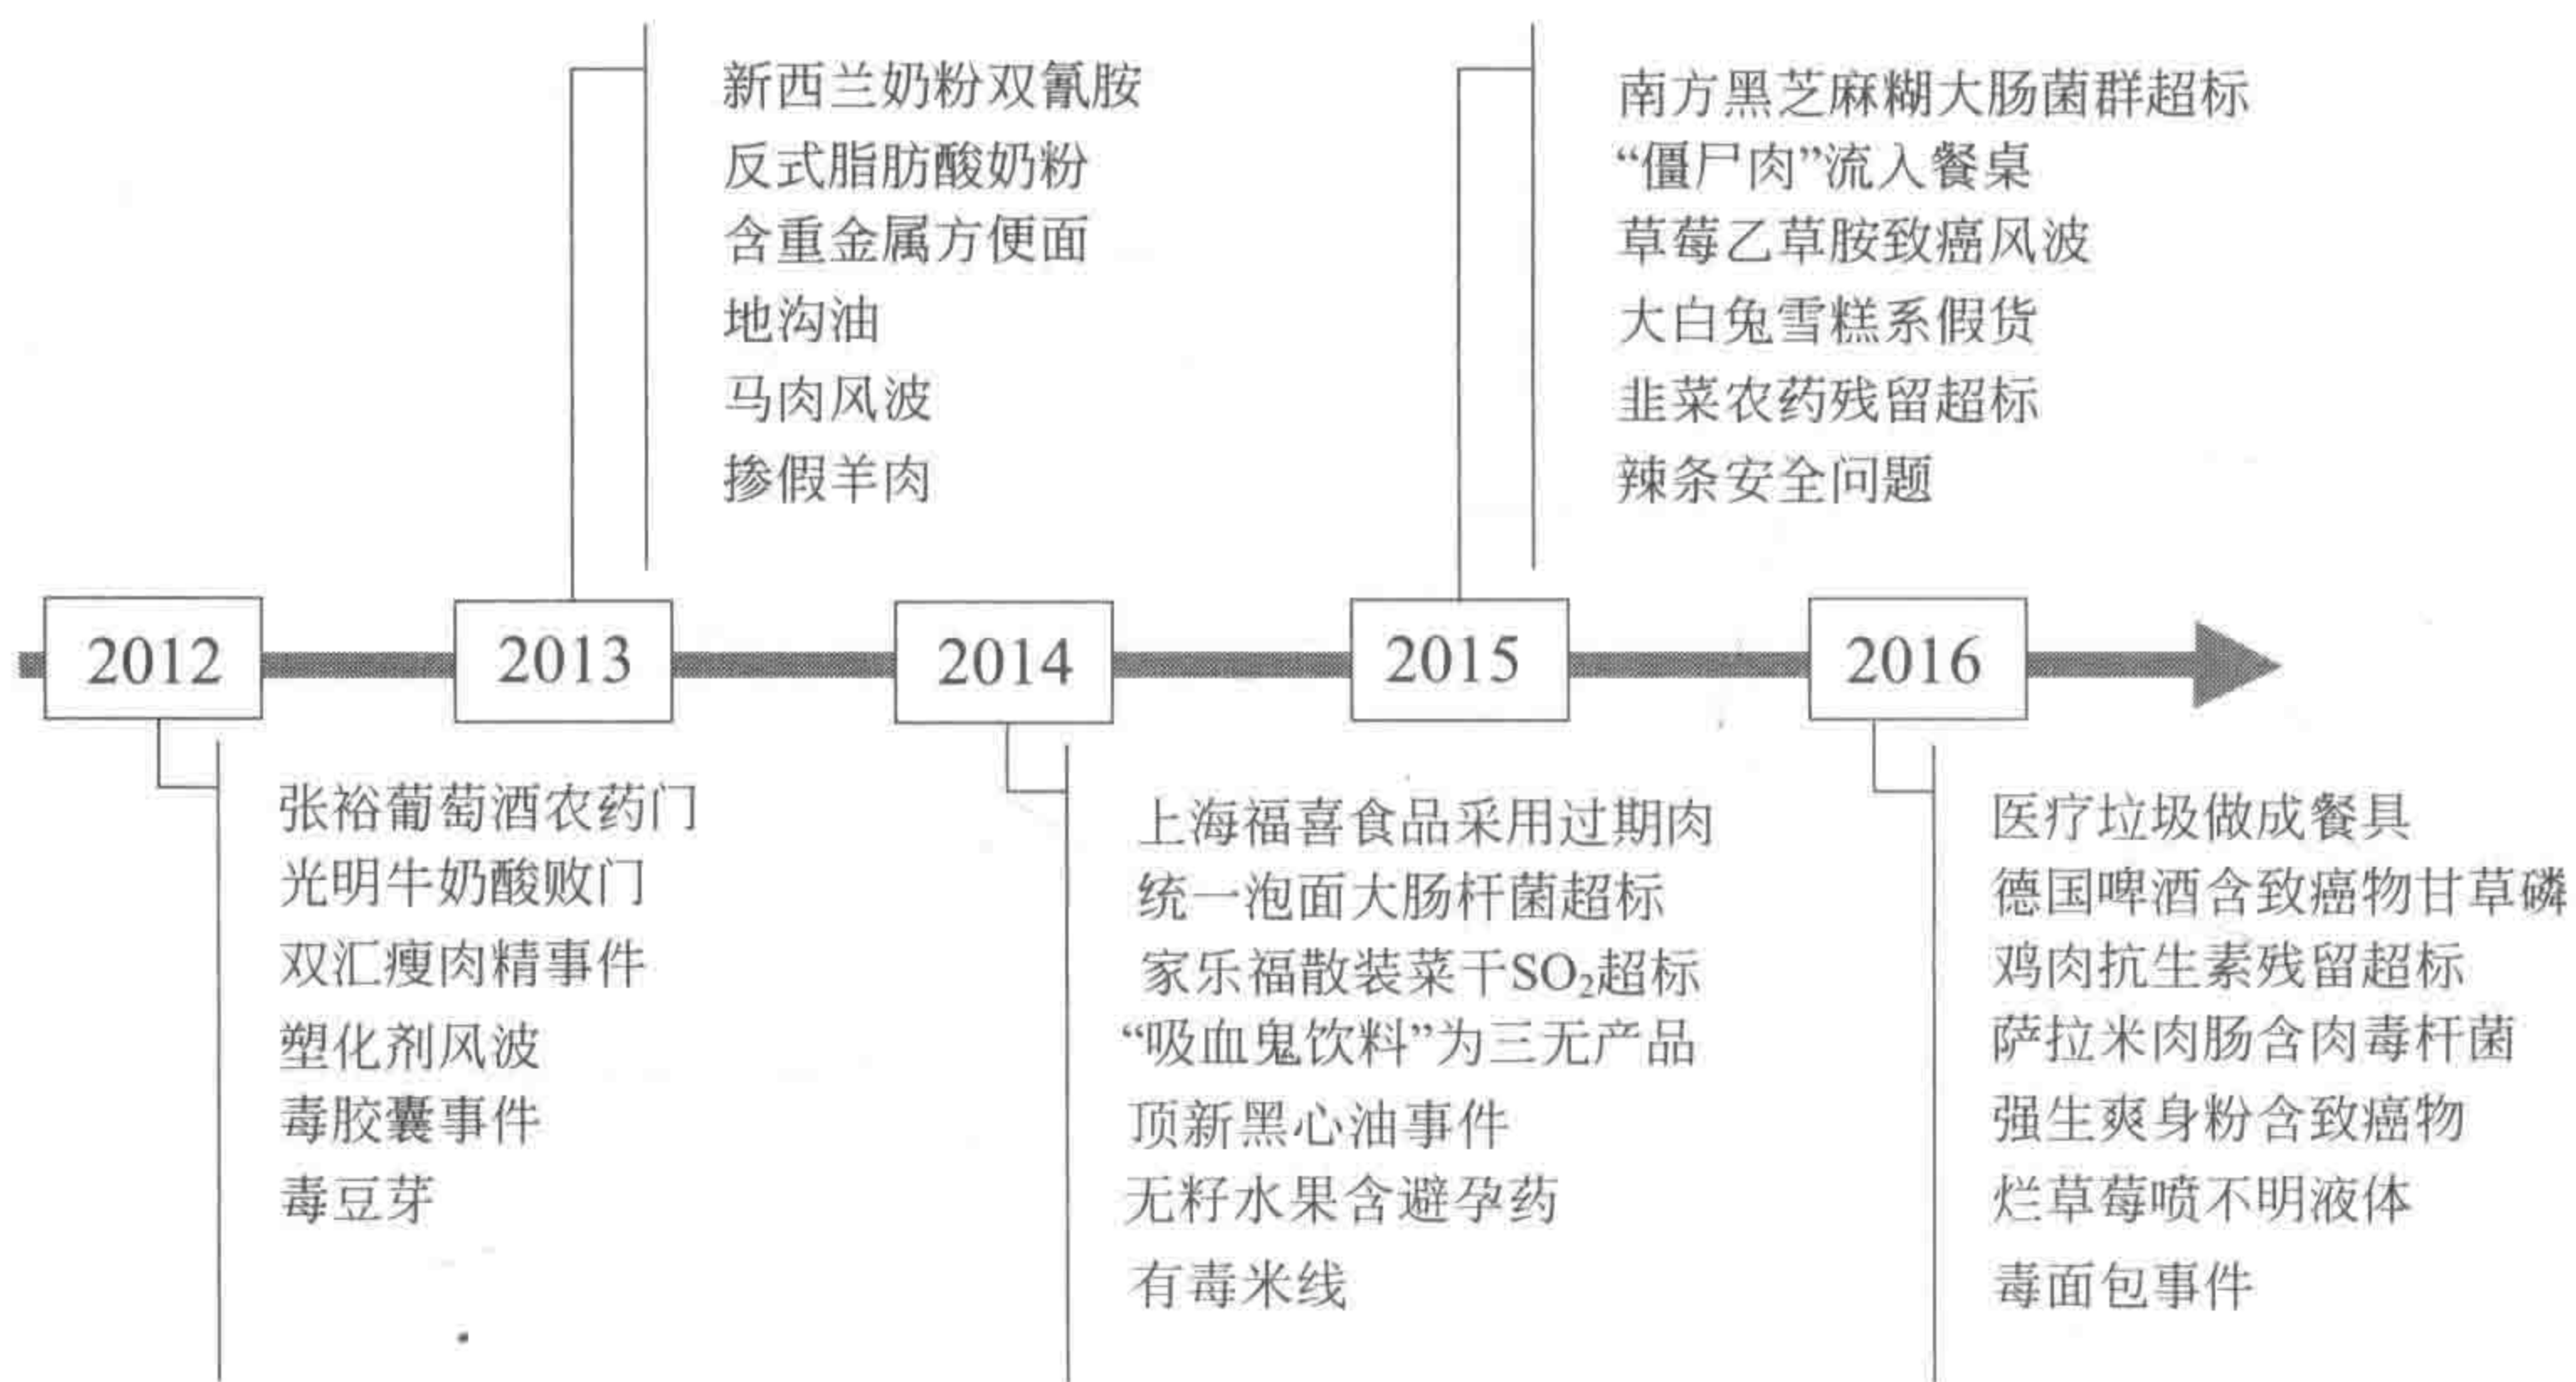 新西兰奶粉双氰胺
反式脂肪酸奶粉
含重金属方便面
地沟油
马肉风波
掺假羊肉
南方黑芝麻糊大肠菌群超标
“僵尸肉”流入餐桌
草莓乙草胺致癌风波
大白兔雪糕系假货
韭菜农药残留超标
辣条安全问题
2012
2013
2014
2015
2016
张裕葡萄酒农药门
光明牛奶酸败门
双汇瘦肉精事件
塑化剂风波
毒胶囊事件
毒豆芽
上海福喜食品采用过期肉
统一泡面大肠杆菌超标
家乐福散装菜干SO₂超标
“吸血鬼饮料”为三无产品
顶新黑心油事件
无籽水果含避孕药
有毒米线
医疗垃圾做成餐具
德国啤酒含致癌物甘草磷
鸡肉抗生素残留超标
萨拉米肉肠含肉毒杆菌
强生爽身粉含致癌物
烂草莓喷不明液体
毒面包事件